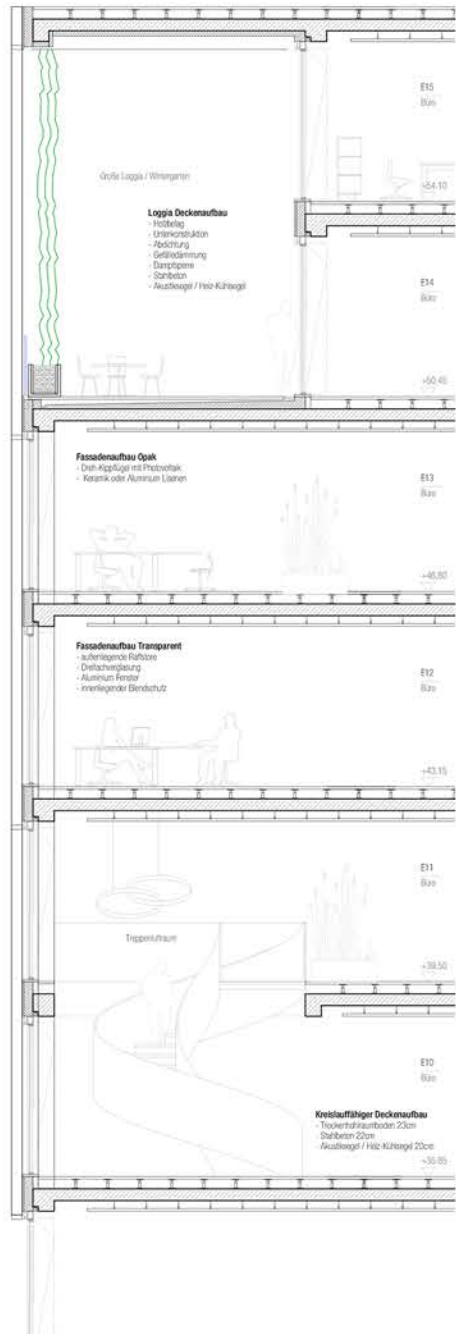 E15
Büro
+54.10
Große Loggia / Wintergarten
Loggia Deckenaufbau
- Holzbelag
- Unterkonstruktion
- Abdichtung
- Gefälledämmung
- Dampfsperre
- Stahlbeton
- Akustiksegel / Heiz-Kühlsegel
E14
Büro
+50,45
Fassadenaufbau Opak
- Dreh-Kippflügel mit Photovoltaik
- Keramik oder Aluminium Lisenen
E13
Büro
+46,80
Fassadenaufbau Transparent
- außenliegende Raffstore
- Dreifachverglasung
- Aluminium Fenster
- innenliegender Blendschutz
E12
Büro
+43,15
E11
Büro
Treppenluftraum
+39,50
E10
Büro
Kreislauffähiger Deckenaufbau
- Trockenhohlraumboden 23cm
- Stahlbeton 22cm
- Akustiksegel / Heiz-Kühlsegel 20cm
+35,85